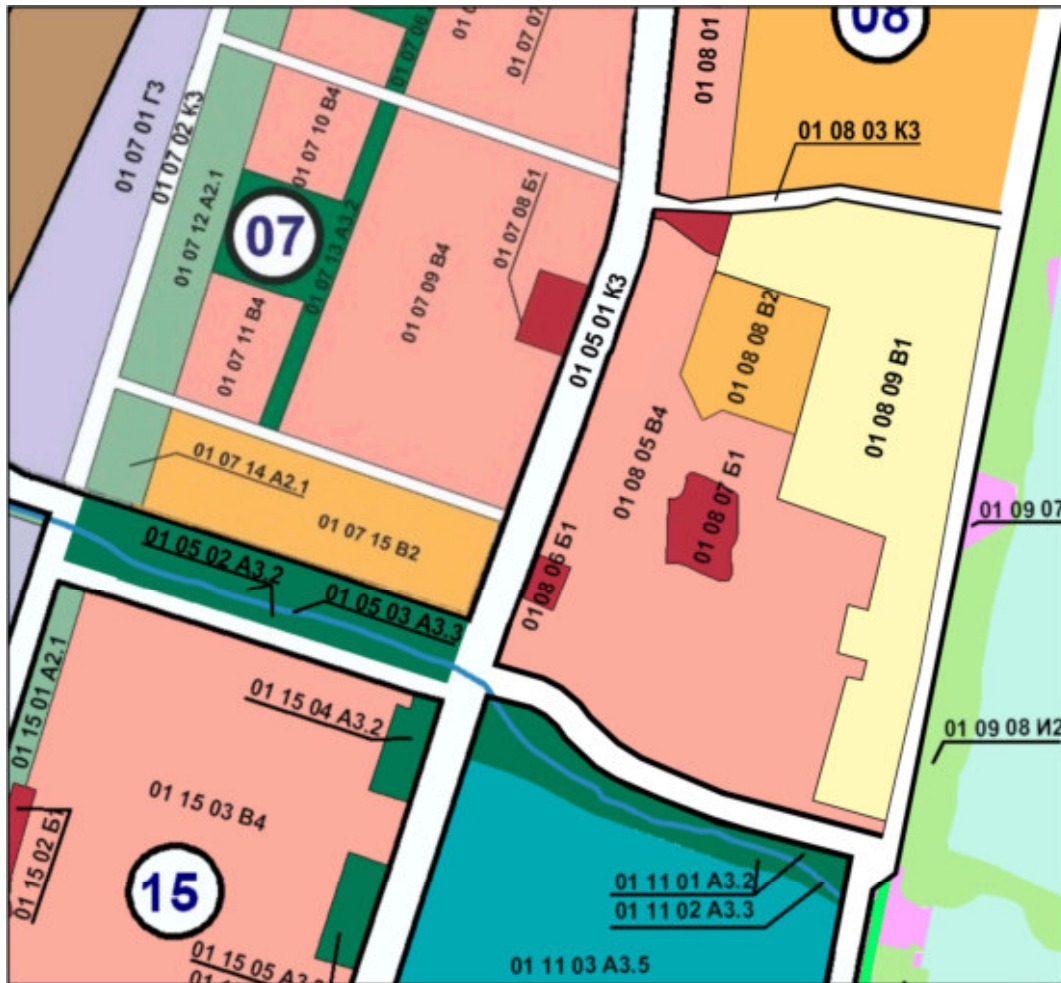 01 07 06
08
01 08 01
01 07 01 Г3
01 07 02 К3
01 07 10 В4
01 08 03 К3
01 07 12 А2.1
07
01 07 13 А3.2
01 07 08 Б1
01 07 09 В4
01 05 01 К3
01 07 11 В4
01 08 08 В2
01 08 09 В1
01 08 05 В4
01 07 14 А2.1
01 07 15 В2
01 08 07 Б1
01 09 07
01 05 02 А3.2
01 05 03 А3.3
01 08 06 Б1
01 15 01 А2.1
01 15 04 А3.2
01 09 08 И2
01 15 03 В4
01 15 02 Б1
15
01 11 01 А3.2
01 11 02 А3.3
01 15 05 А3.2
01 11 03 А3.5